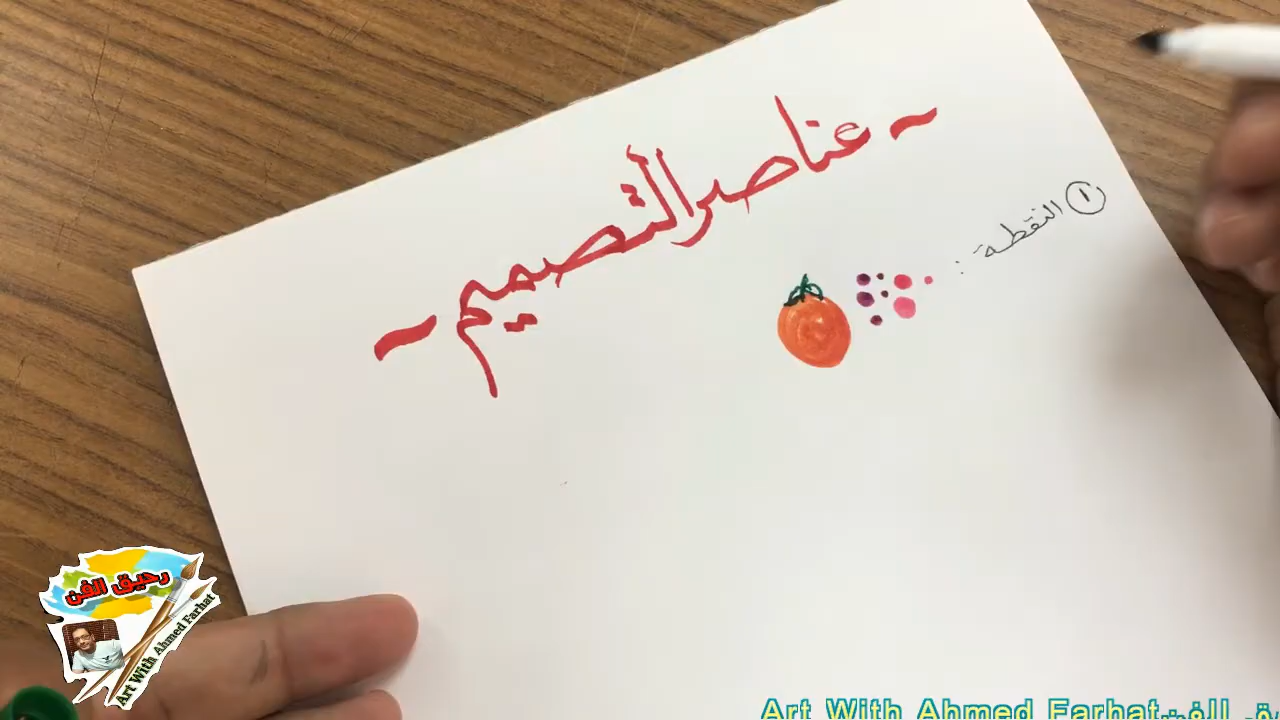 ~ عناصر التصميم ~
١ النقطة :
رحيق الفن
Art With Ahmed Farhat
Art With Ahmed Farhat